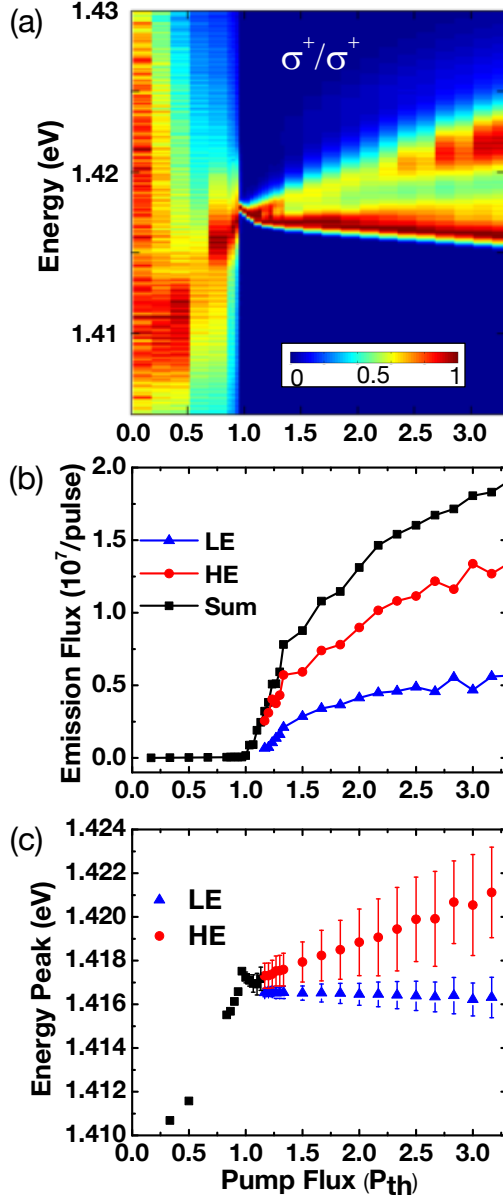 (a)
1.43
σ⁺/σ⁺
Energy (eV)
1.42
1.41
0 0.5 1
0.0 0.5 1.0 1.5 2.0 2.5 3.0
(b)
2.0
1.5
1.0
0.5
0.0
Emission Flux (10⁷/pulse)
LE
HE
Sum
0.0 0.5 1.0 1.5 2.0 2.5 3.0
(c)
1.424
1.422
1.420
1.418
1.416
1.414
1.412
1.410
Energy Peak (eV)
LE
HE
0.0 0.5 1.0 1.5 2.0 2.5 3.0
Pump Flux (P_th)